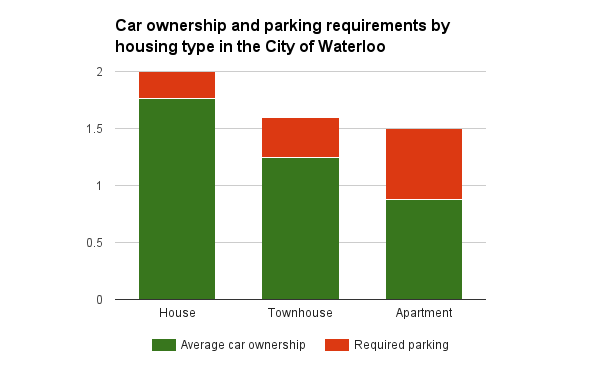 Car ownership and parking requirements by
housing type in the City of Waterloo
2
1.5
1
0.5
0
House Townhouse Apartment
Average car ownership Required parking